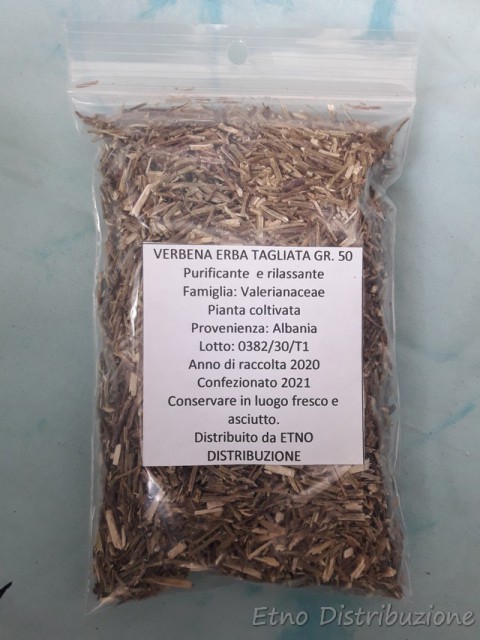 VERBENA ERBA TAGLIATA GR. 50
Purificante e rilassante
Famiglia: Valerianaceae
Pianta coltivata
Provenienza: Albania
Lotto: 0382/30/T1
Anno di raccolta 2020
Confezionato 2021
Conservare in luogo fresco e
asciutto.
Distribuito da ETNO
DISTRIBUZIONE
Etno Distribuzione